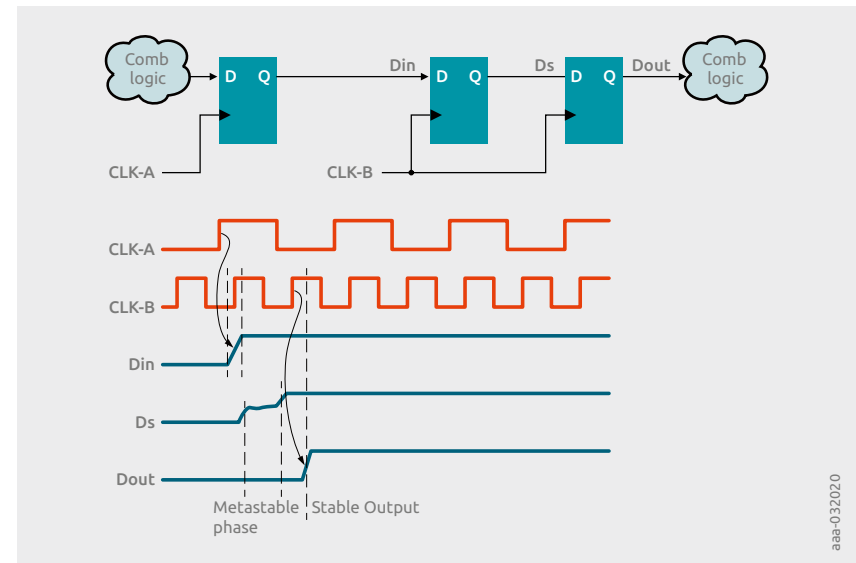 Comb
logic
D Q
Din
D Q
Ds
D Q
Dout
Comb
logic
CLK-A
CLK-B
CLK-A
CLK-B
Din
Ds
Dout
Metastable
phase
Stable Output
aaa-032020